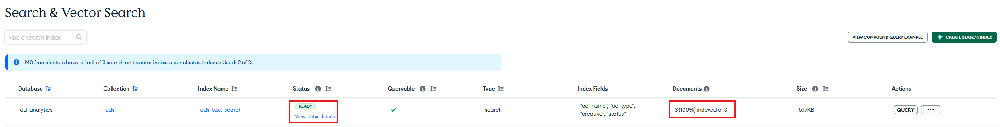 Search & Vector Search
Find a search index
VIEW COMPOUND QUERY EXAMPLE
CREATE SEARCH INDEX
M0 free clusters have a limit of 3 search and vector indexes per cluster. Indexes Used: 2 of 3.
Database Collection Index Name Status Queryable Type Index Fields Documents Size Actions
ad_analytics ads ads_text_search READY search "ad_name", "ad_type", 3 (100%) indexed of 3 5.17KB QUERY ...
View status details "creative", "status"